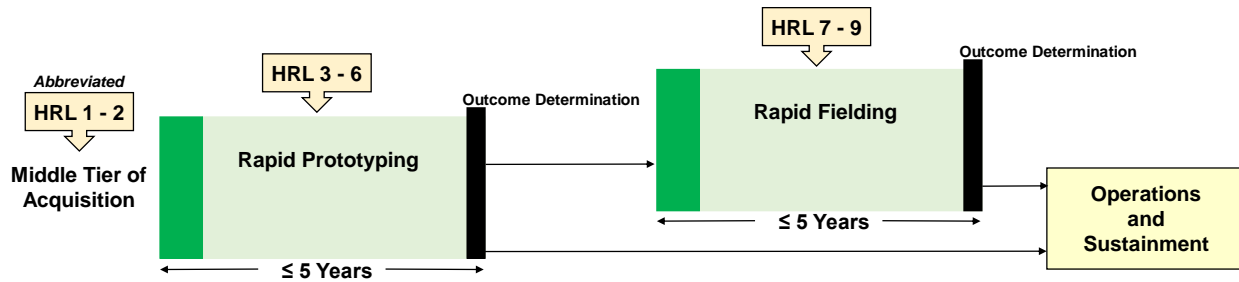 Abbreviated
HRL 1 - 2
Middle Tier of
Acquisition
HRL 3 - 6
Rapid Prototyping
≤ 5 Years
Outcome Determination
HRL 7 - 9
Rapid Fielding
≤ 5 Years
Outcome Determination
Operations
and
Sustainment